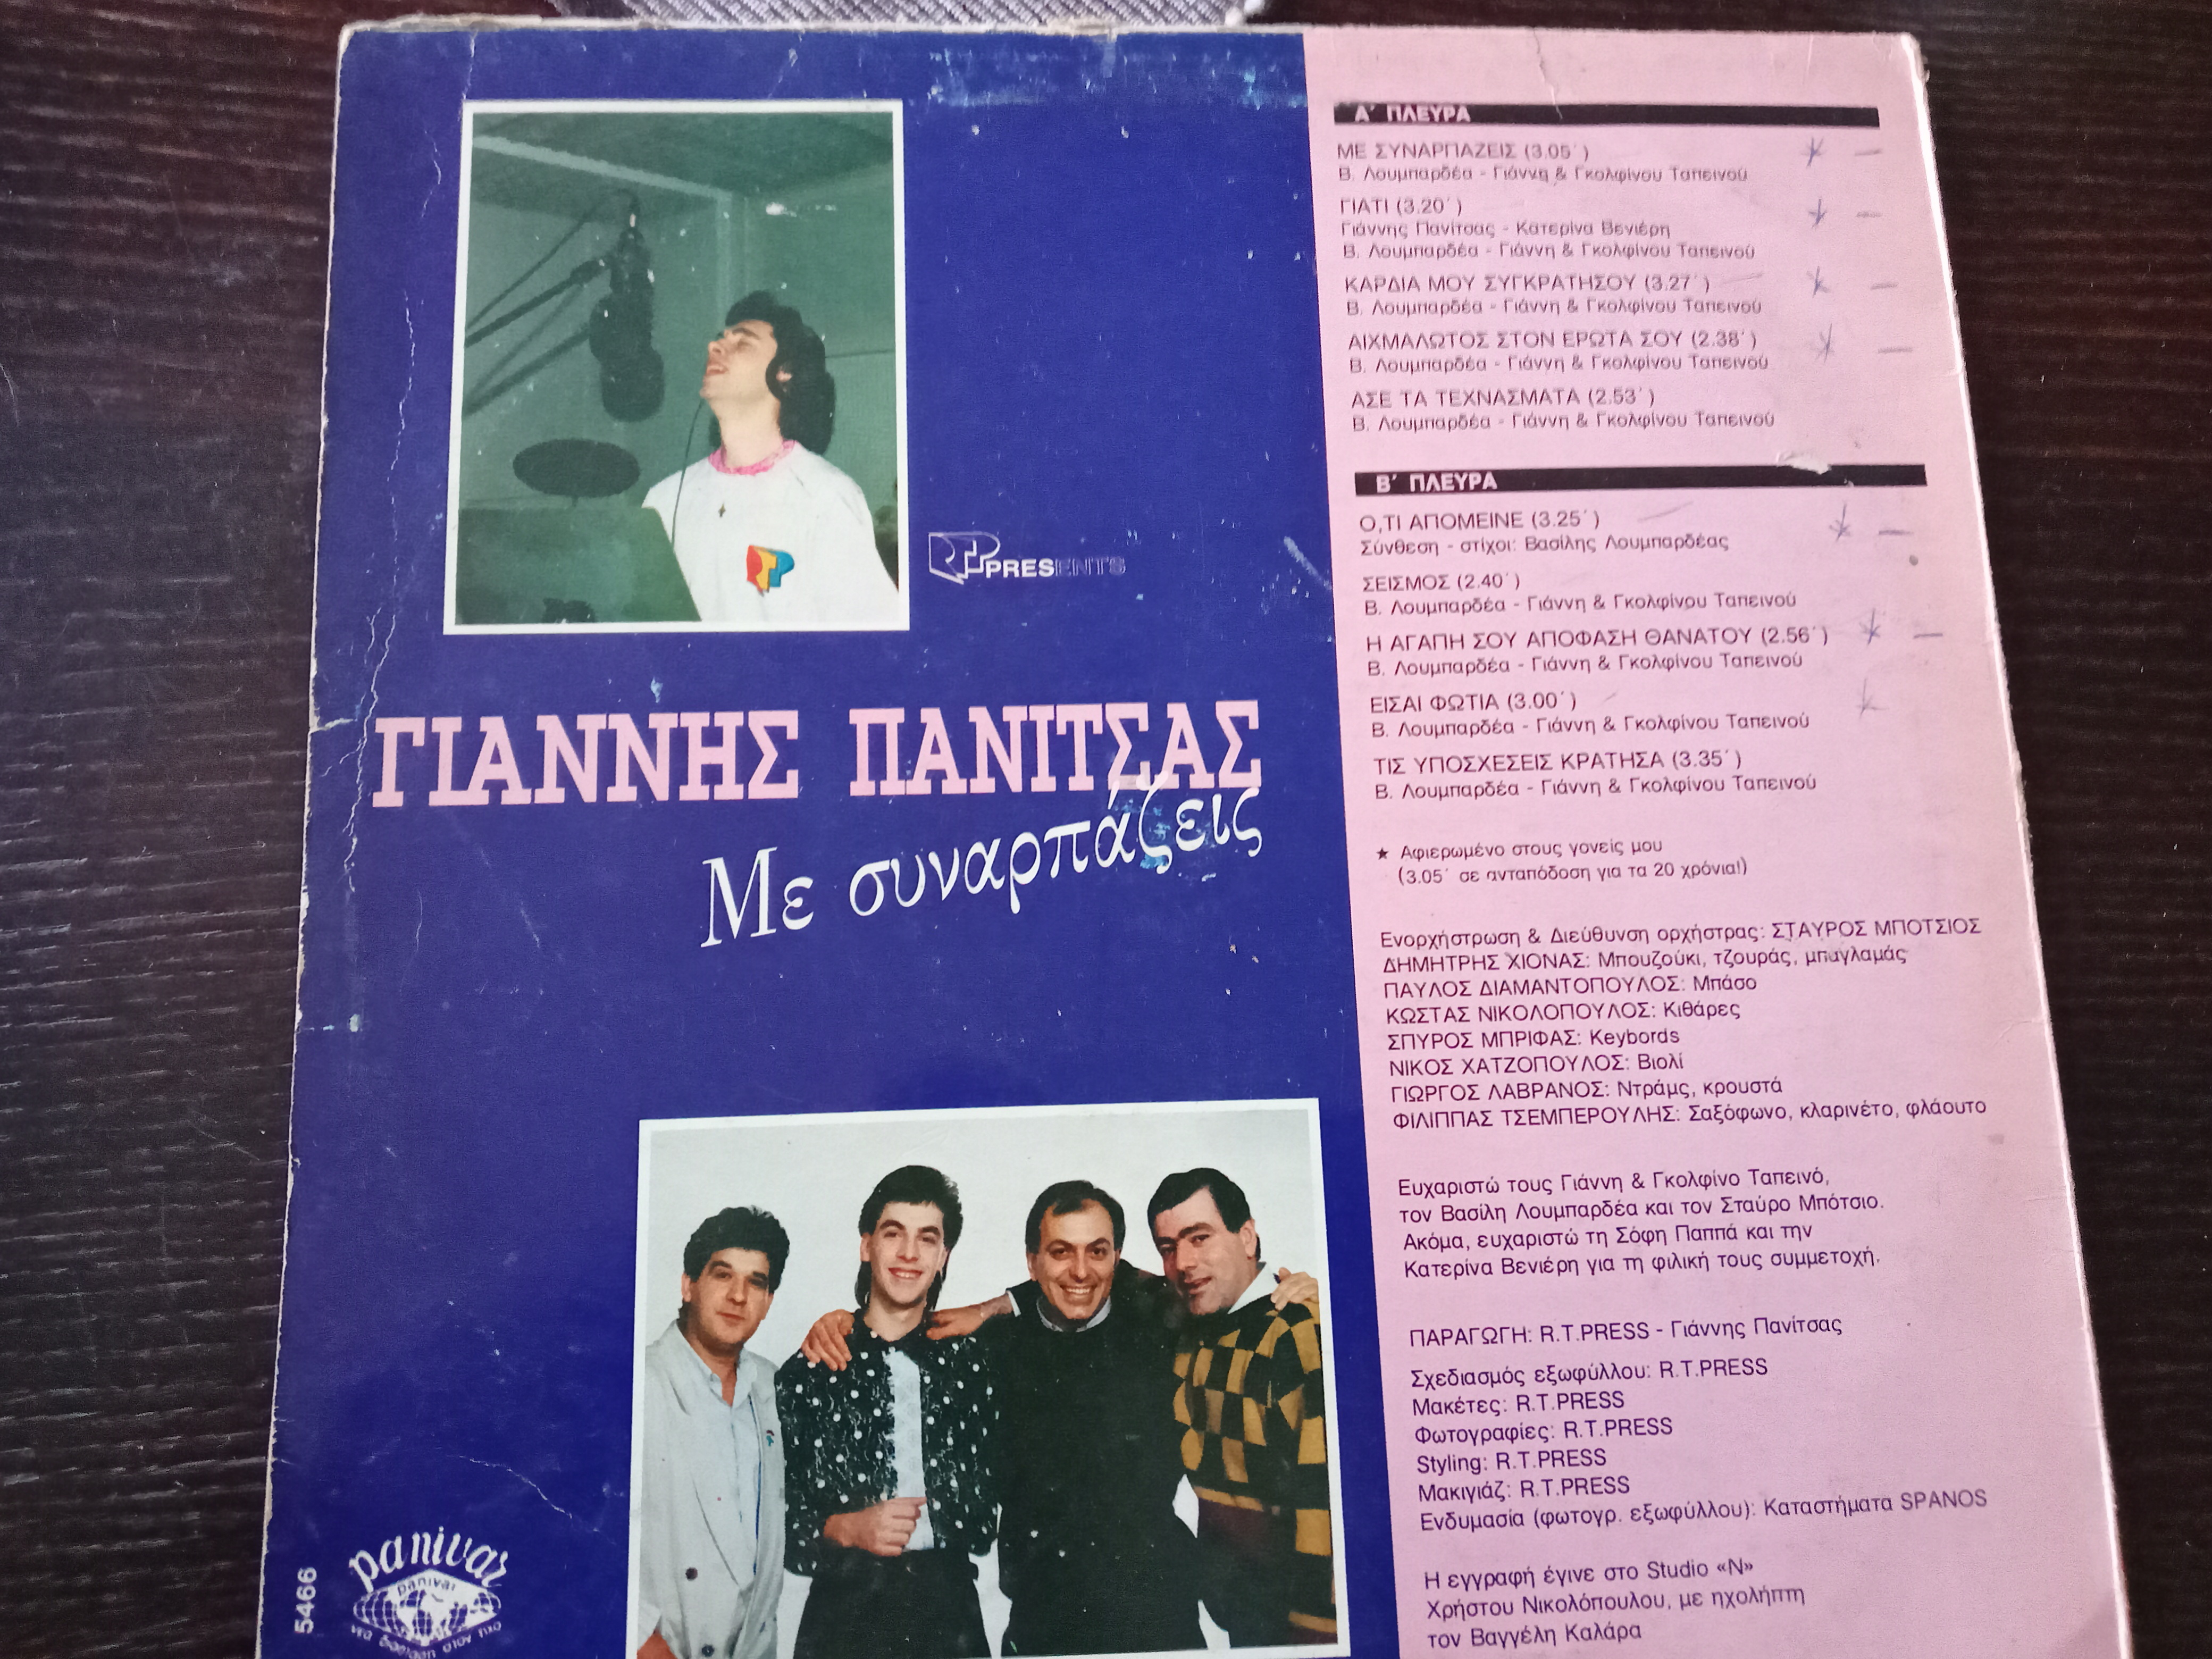 RTP PRESENTS
ΓΙΑΝΝΗΣ ΠΑΝΙΤΣΑΣ
Με συναρπάζεις
5466
panivar
panivar
Α΄ ΠΛΕΥΡΑ
ΜΕ ΣΥΝΑΡΠΑΖΕΙΣ (3.05΄)
Β. Λουμπαρδέα - Γιάννη & Γκολφίνου Ταπεινού
ΓΙΑΤΙ (3.20΄)
Γιάννης Πανίτσας - Κατερίνα Βενιέρη
Β. Λουμπαρδέα - Γιάννη & Γκολφίνου Ταπεινού
ΚΑΡΔΙΑ ΜΟΥ ΣΥΓΚΡΑΤΗΣΟΥ (3.27΄)
Β. Λουμπαρδέα - Γιάννη & Γκολφίνου Ταπεινού
ΑΙΧΜΑΛΩΤΟΣ ΣΤΟΝ ΕΡΩΤΑ ΣΟΥ (2.38΄)
Β. Λουμπαρδέα - Γιάννη & Γκολφίνου Ταπεινού
ΑΣΕ ΤΑ ΤΕΧΝΑΣΜΑΤΑ (2.53΄)
Β. Λουμπαρδέα - Γιάννη & Γκολφίνου Ταπεινού
Β΄ ΠΛΕΥΡΑ
Ο,ΤΙ ΑΠΟΜΕΙΝΕ (3.25΄)
Σύνθεση - στίχοι: Βασίλης Λουμπαρδέας
ΣΕΙΣΜΟΣ (2.40΄)
Β. Λουμπαρδέα - Γιάννη & Γκολφίνου Ταπεινού
Η ΑΓΑΠΗ ΣΟΥ ΑΠΟΦΑΣΗ ΘΑΝΑΤΟΥ (2.56΄)
Β. Λουμπαρδέα - Γιάννη & Γκολφίνου Ταπεινού
ΕΙΣΑΙ ΦΩΤΙΑ (3.00΄)
Β. Λουμπαρδέα - Γιάννη & Γκολφίνου Ταπεινού
ΤΙΣ ΥΠΟΣΧΕΣΕΙΣ ΚΡΑΤΗΣΑ (3.35΄)
Β. Λουμπαρδέα - Γιάννη & Γκολφίνου Ταπεινού
★ Αφιερωμένο στους γονείς μου
(3.05΄ σε ανταπόδοση για τα 20 χρόνια!)
Ενορχήστρωση & Διεύθυνση ορχήστρας: ΣΤΑΥΡΟΣ ΜΠΟΤΣΙΟΣ
ΔΗΜΗΤΡΗΣ ΧΙΟΝΑΣ: Μπουζούκι, τζουράς, μπαγλαμάς
ΠΑΥΛΟΣ ΔΙΑΜΑΝΤΟΠΟΥΛΟΣ: Μπάσο
ΚΩΣΤΑΣ ΝΙΚΟΛΟΠΟΥΛΟΣ: Κιθάρες
ΣΠΥΡΟΣ ΜΠΡΙΦΑΣ: Keybords
ΝΙΚΟΣ ΧΑΤΖΟΠΟΥΛΟΣ: Βιολί
ΓΙΩΡΓΟΣ ΛΑΒΡΑΝΟΣ: Ντράμς, κρουστά
ΦΙΛΙΠΠΑΣ ΤΣΕΜΠΕΡΟΥΛΗΣ: Σαξόφωνο, κλαρινέτο, φλάουτο
Ευχαριστώ τους Γιάννη & Γκολφίνο Ταπεινό,
τον Βασίλη Λουμπαρδέα και τον Σταύρο Μπότσιο.
Ακόμα, ευχαριστώ τη Σόφη Παππά και την
Κατερίνα Βενιέρη για τη φιλική τους συμμετοχή.
ΠΑΡΑΓΩΓΗ: R.T.PRESS - Γιάννης Πανίτσας
Σχεδιασμός εξωφύλλου: R.T.PRESS
Μακέτες: R.T.PRESS
Φωτογραφίες: R.T.PRESS
Styling: R.T.PRESS
Μακιγιάζ: R.T.PRESS
Ενδυμασία (φωτογρ. εξωφύλλου): Καταστήματα SPANOS
Η εγγραφή έγινε στο Studio «Ν»
Χρήστου Νικολόπουλου, με ηχολήπτη
τον Βαγγέλη Καλάρα